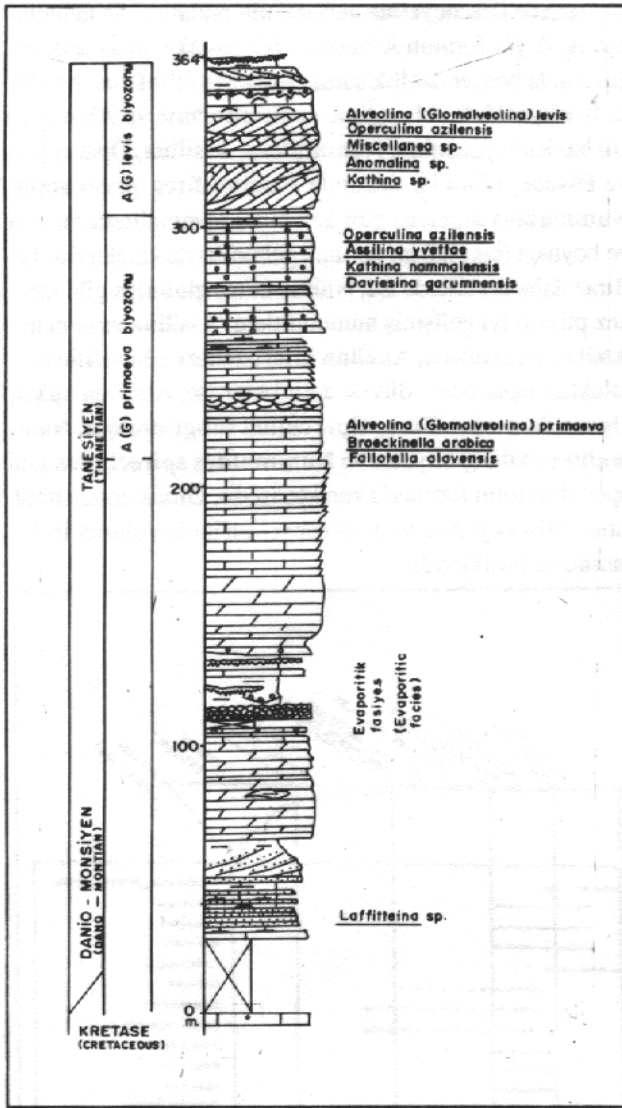 364
A(G) levis biyozonu
Alveolina (Glomalveolina) levis
Operculina azilensis
Miscellanea sp.
Anomalina sp.
Kathina sp.
300
Operculina azilensis
Assilina yvettae
Kathina nammalensis
Daviesina garumnensis
A(G) primaeva biyozonu
TANESİYEN
(THANETIAN)
Alveolina (Glomalveolina) primaeva
Broeckinella arabica
Fallotella alavensis
200
Evaporitik
fasiyes
(Evaporitic
facies)
100
DANİO - MONSİYEN
(DANO - MONTIAN)
Laffitteina sp.
0
m.
KRETASE
(CRETACEOUS)